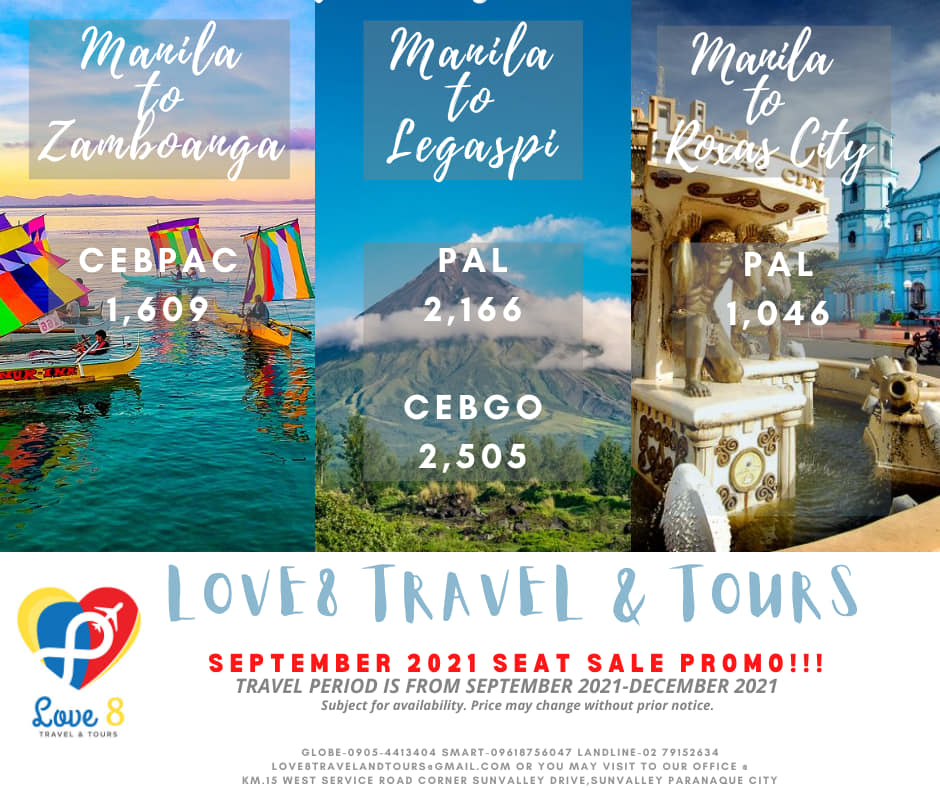 Manila
to
Zamboanga
CEBPAC
1,609
Manila
to
Legaspi
PAL
2,166
CEBGO
2,505
Manila
to
Roxas City
CITY
PAL
1,046
LOVE8 TRAVEL & TOURS
Love 8
TRAVEL & TOURS
SEPTEMBER 2021 SEAT SALE PROMO!!!
TRAVEL PERIOD IS FROM SEPTEMBER 2021-DECEMBER 2021
Subject for availability. Price may change without prior notice.
GLOBE-0905-4413404 SMART-09618756047 LANDLINE-02 79152634
LOVE8TRAVELANDTOURS@GMAIL.COM OR YOU MAY VISIT TO OUR OFFICE @
KM.15 WEST SERVICE ROAD CORNER SUNVALLEY DRIVE,SUNVALLEY PARANAQUE CITY